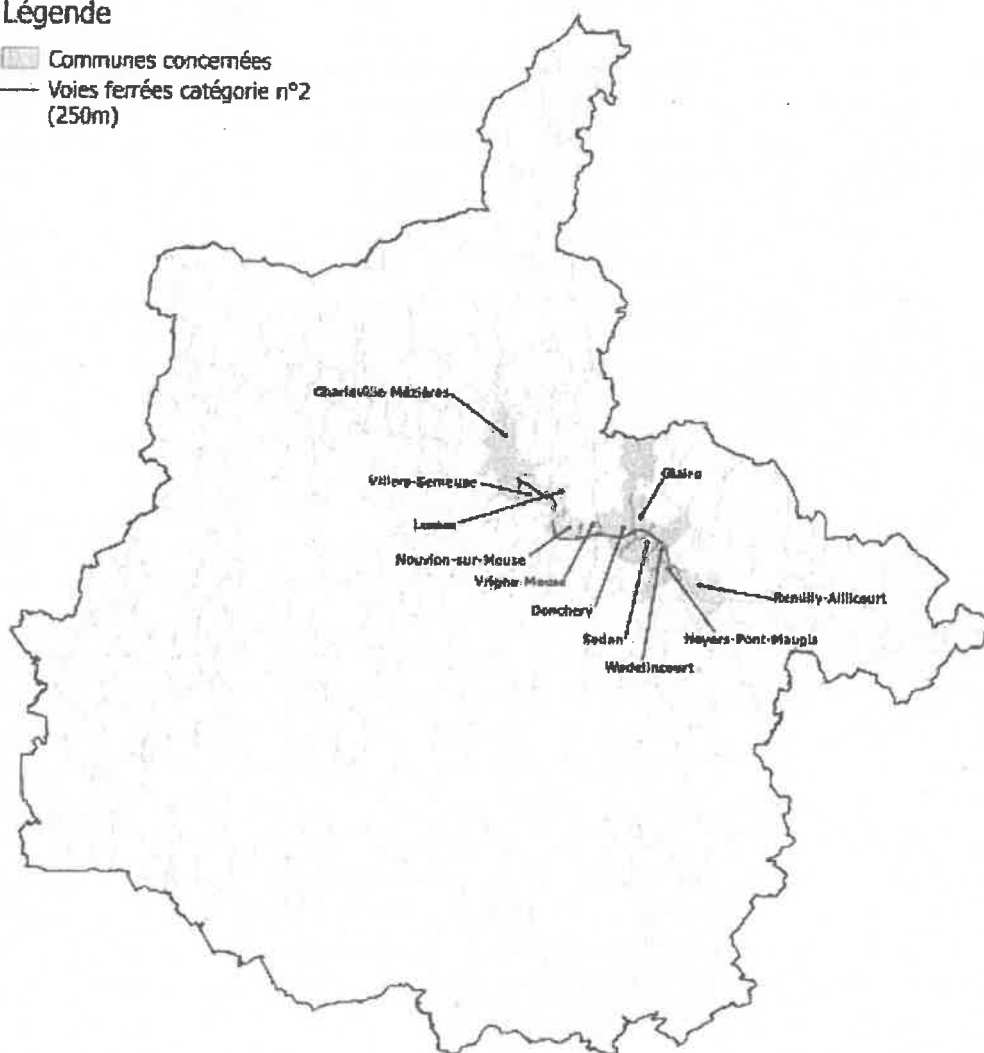 Légende
Communes concernées
Voies ferrées catégorie n°2
(250m)
Charleville-Mézières
Villers-Semeuse
Lumes
Glaire
Nouvion-sur-Meuse
Vrigne-Meuse
Donchery
Remilly-Aillicourt
Sedan
Noyers-Pont-Maugis
Wadelincourt